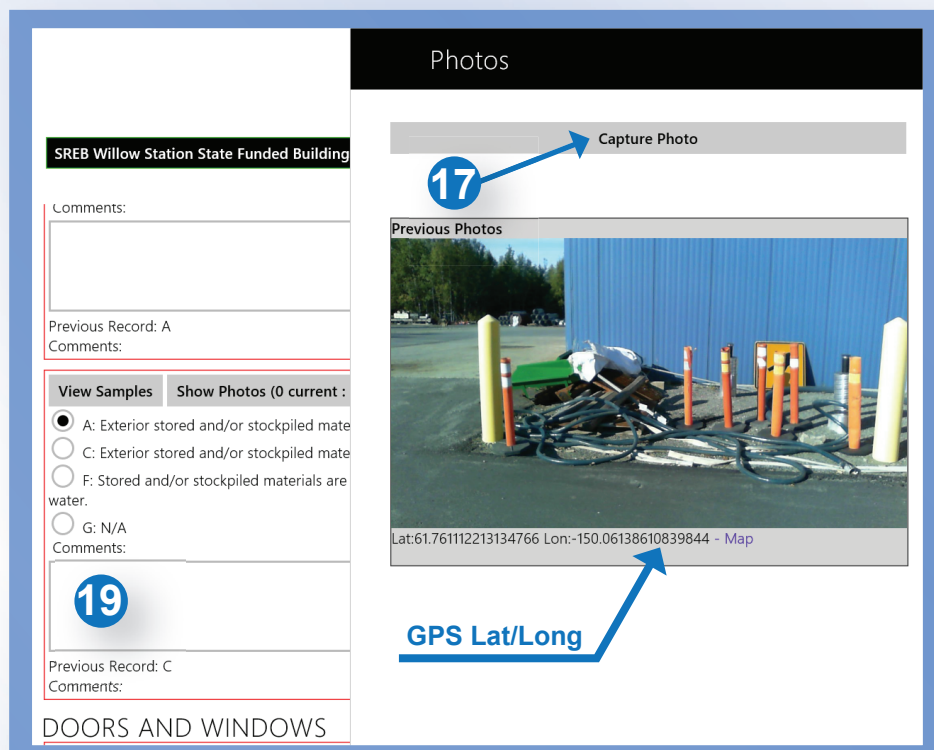 Photos
SREB Willow Station State Funded Building
Capture Photo
17
Comments:
Previous Photos
Previous Record: A
Comments:
View Samples Show Photos (0 current :
A: Exterior stored and/or stockpiled mate
C: Exterior stored and/or stockpiled mate
F: Stored and/or stockpiled materials are
water.
G: N/A
Comments:
Lat:61.761112213134766 Lon:-150.06138610839844 - Map
19
GPS Lat/Long
Previous Record: C
Comments:
DOORS AND WINDOWS